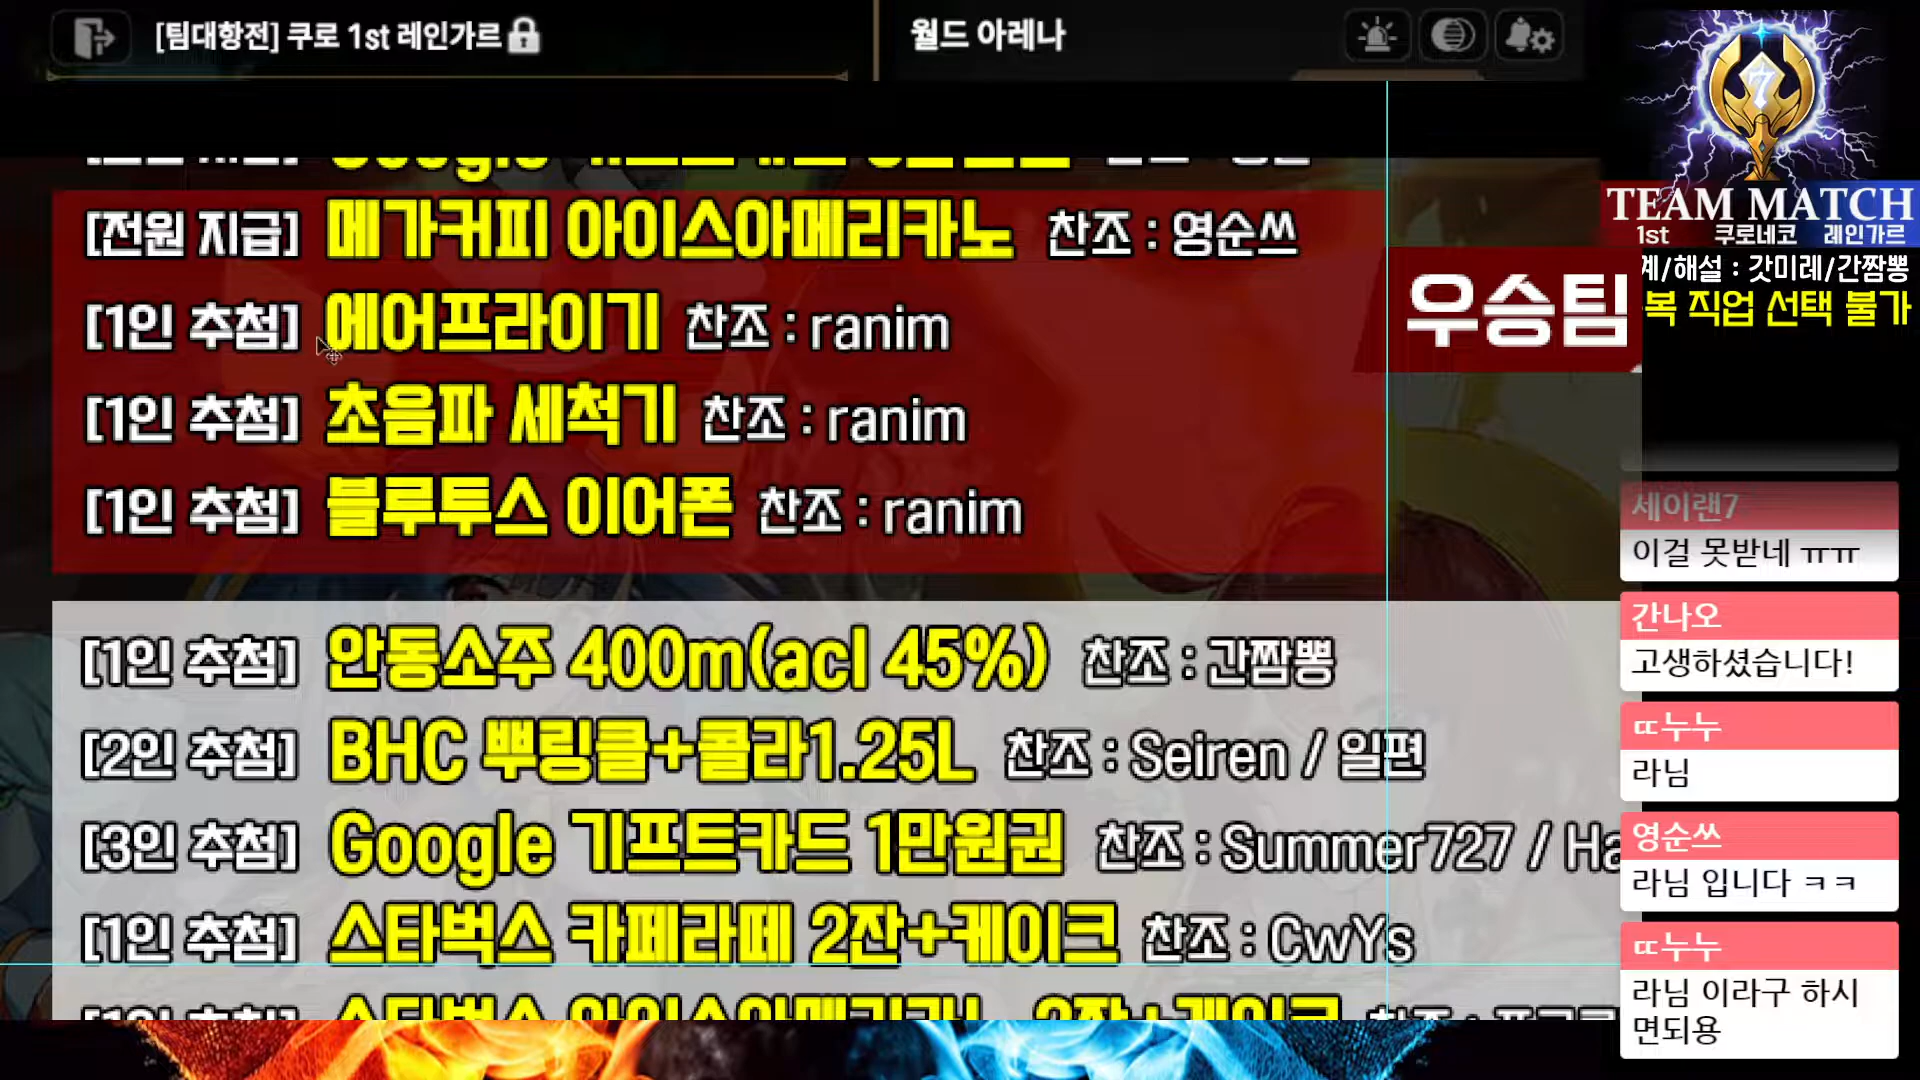 [팀대항전] 쿠로 1st 레인가르
월드 아레나
7
TEAM MATCH
1st 쿠로네코 레인가르
계/해설 : 갓미레/간짬뽕
복 직업 선택 불가
우승팀
[전원 지급] 메가커피 아이스아메리카노 찬조 : 영순쓰
[1인 추첨] 에어프라이기 찬조 : ranim
[1인 추첨] 초음파 세척기 찬조 : ranim
[1인 추첨] 블루투스 이어폰 찬조 : ranim
[1인 추첨] 안동소주 400m(acl 45%) 찬조 : 간짬뽕
[2인 추첨] BHC 뿌링클+콜라1.25L 찬조 : Seiren / 일편
[3인 추첨] Google 기프트카드 1만원권 찬조 : Summer727 / Ha
[1인 추첨] 스타벅스 카페라떼 2잔+케이크 찬조 : CwYs
세이랜7
이걸 못받네 ㅠㅠ
간나오
고생하셨습니다!
ㄸ누누
라님
영순쓰
라님 입니다 ㅋㅋ
ㄸ누누
라님 이라구 하시
면되용